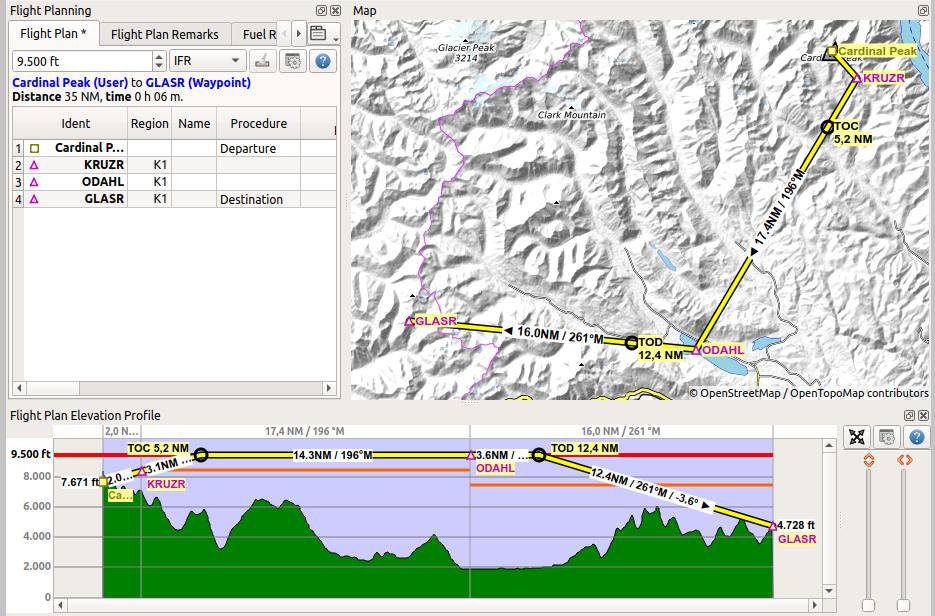 Flight Planning
Flight Plan *
Flight Plan Remarks
Fuel R
9.500 ft
IFR
Cardinal Peak (User) to GLASR (Waypoint)
Distance 35 NM, time 0 h 06 m.
Ident Region Name Procedure
1 Cardinal P... Departure
2 KRUZR K1
3 ODAHL K1
4 GLASR K1 Destination
Map
Glacier Peak
3214
Clark Mountain
Cardinal Peak
KRUZR
TOC
5,2 NM
17.4NM / 196°M
GLASR
16.0NM / 261°M
TOD
12,4 NM
ODAHL
© OpenStreetMap / OpenTopoMap contributors
Flight Plan Elevation Profile
2,0 N...
17,4 NM / 196 °M
16,0 NM / 261 °M
9.500 ft
TOC 5,2 NM
TOD 12,4 NM
3.1NM ...
14.3NM / 196°M
3.6NM / ...
ODAHL
12.4NM / 261°M / -3.6°
8.000
7.671 ft
2.0...
Ca...
KRUZR
6.000
4.728 ft
GLASR
4.000
2.000
0